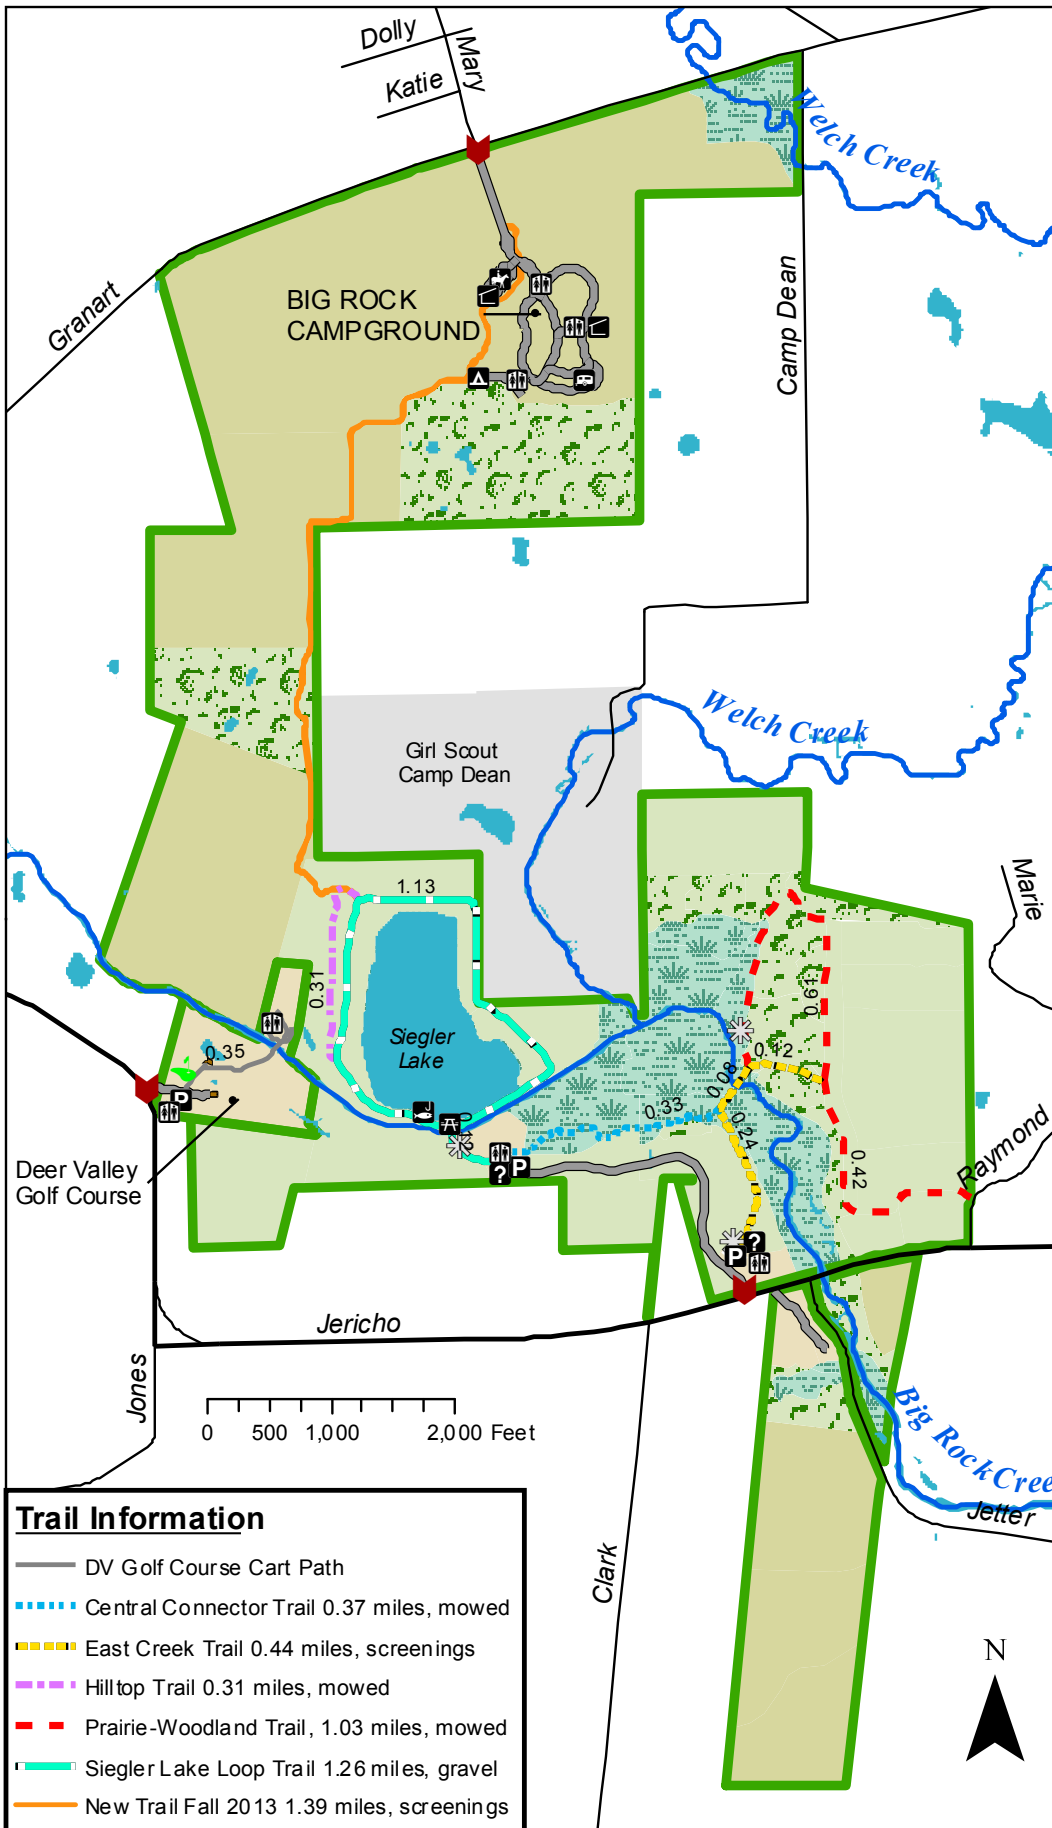 Dolly
Mary
Katie
Welch Creek
Granart
BIG ROCK
CAMPGROUND
Camp Dean
Welch Creek
Girl Scout
Camp Dean
Marie
1.13
0.31
0.61
Siegler
Lake
0.35
0.12
0.08
0.33
0.24
0.42
P
?
P
Raymond
Deer Valley
Golf Course
?
P
Jericho
Jones
0 500 1,000 2,000 Feet
Big Rock Cree
Jetter
Clark
N
Trail Information
DV Golf Course Cart Path
Central Connector Trail 0.37 miles, mowed
East Creek Trail 0.44 miles, screenings
Hilltop Trail 0.31 miles, mowed
Prairie-Woodland Trail, 1.03 miles, mowed
Siegler Lake Loop Trail 1.26 miles, gravel
New Trail Fall 2013 1.39 miles, screenings